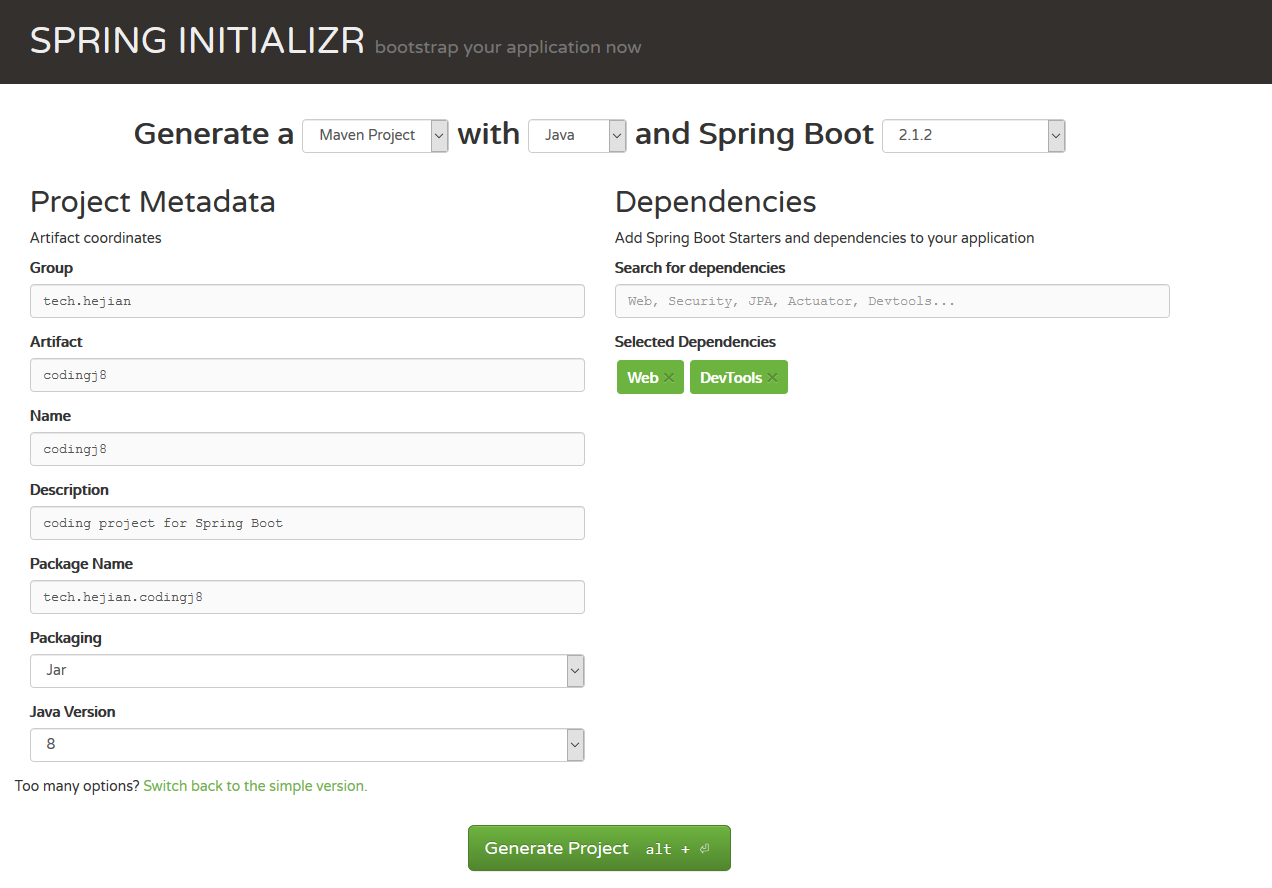 SPRING INITIALIZR bootstrap your application now
Generate a Maven Project with Java and Spring Boot 2.1.2
Project Metadata
Artifact coordinates
Group
tech.hejian
Artifact
codingj8
Name
codingj8
Description
coding project for Spring Boot
Package Name
tech.hejian.codingj8
Packaging
Jar
Java Version
8
Too many options? Switch back to the simple version.
Dependencies
Add Spring Boot Starters and dependencies to your application
Search for dependencies
Web, Security, JPA, Actuator, Devtools...
Selected Dependencies
Web × DevTools ×
Generate Project alt + ⏎